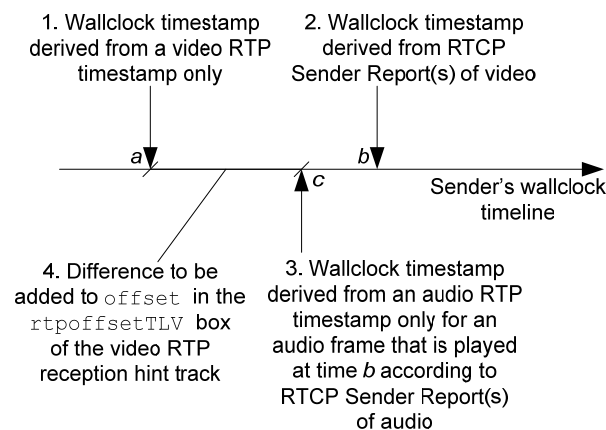 1. Wallclock timestamp
derived from a video RTP
timestamp only
2. Wallclock timestamp
derived from RTCP
Sender Report(s) of video
a
b
c
Sender's wallclock
timeline
4. Difference to be
added to offset in the
rtpoffsetTLV box
of the video RTP
reception hint track
3. Wallclock timestamp
derived from an audio RTP
timestamp only for an
audio frame that is played
at time b according to
RTCP Sender Report(s)
of audio